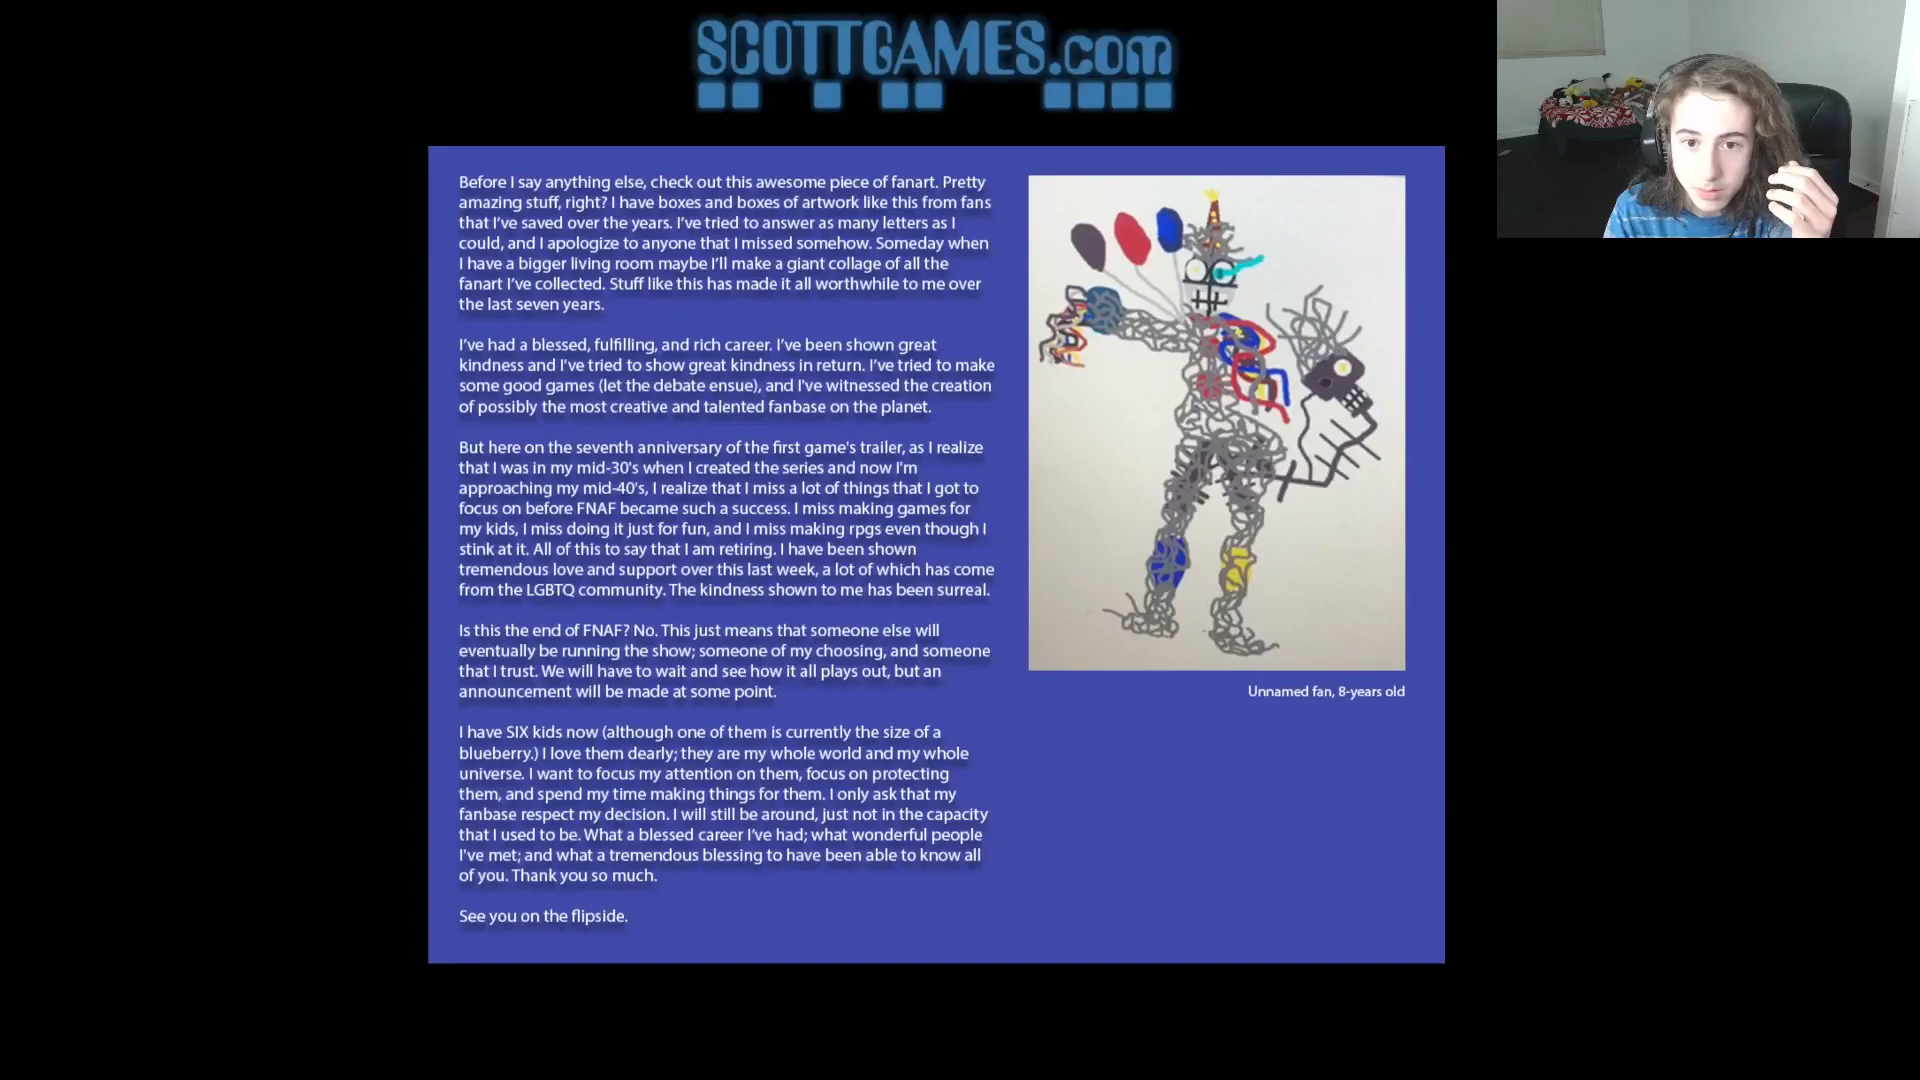 SCOTTGAMES.com
Before I say anything else, check out this awesome piece of fanart. Pretty
amazing stuff, right? I have boxes and boxes of artwork like this from fans
that I've saved over the years. I've tried to answer as many letters as I
could, and I apologize to anyone that I missed somehow. Someday when
I have a bigger living room maybe I'll make a giant collage of all the
fanart I've collected. Stuff like this has made it all worthwhile to me over
the last seven years.
I've had a blessed, fulfilling, and rich career. I've been shown great
kindness and I've tried to show great kindness in return. I've tried to make
some good games (let the debate ensue), and I've witnessed the creation
of possibly the most creative and talented fanbase on the planet.
But here on the seventh anniversary of the first game's trailer, as I realize
that I was in my mid-30's when I created the series and now I'm
approaching my mid-40's, I realize that I miss a lot of things that I got to
focus on before FNAF became such a success. I miss making games for
my kids, I miss doing it just for fun, and I miss making rpgs even though I
stink at it. All of this to say that I am retiring. I have been shown
tremendous love and support over this last week, a lot of which has come
from the LGBTQ community. The kindness shown to me has been surreal.
Is this the end of FNAF? No. This just means that someone else will
eventually be running the show; someone of my choosing, and someone
that I trust. We will have to wait and see how it all plays out, but an
announcement will be made at some point.
I have SIX kids now (although one of them is currently the size of a
blueberry.) I love them dearly; they are my whole world and my whole
universe. I want to focus my attention on them, focus on protecting
them, and spend my time making things for them. I only ask that my
fanbase respect my decision. I will still be around, just not in the capacity
that I used to be. What a blessed career I've had; what wonderful people
I've met; and what a tremendous blessing to have been able to know all
of you. Thank you so much.
See you on the flipside.
Unnamed fan, 8-years old